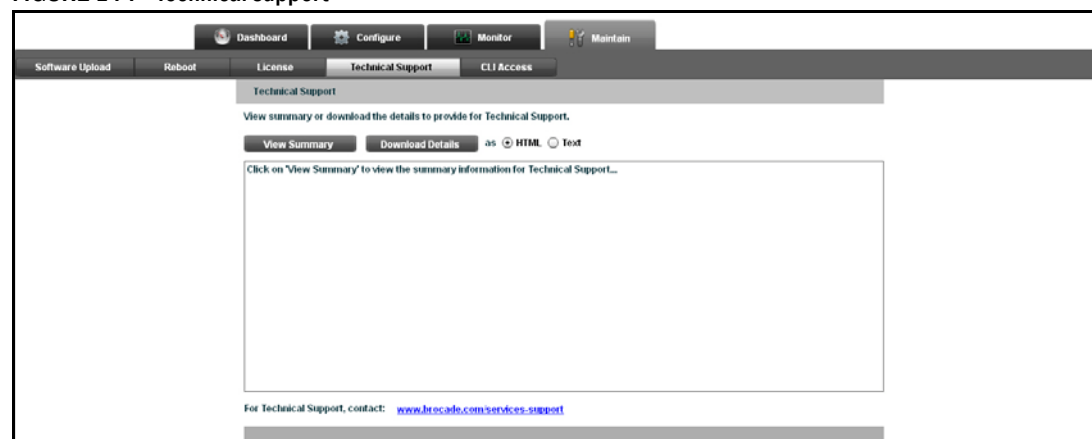 Dashboard Configure Monitor Maintain
Software Upload Reboot License Technical Support CLI Access
Technical Support
View summary or download the details to provide for Technical Support.
View Summary Download Details as HTML Text
Click on 'View Summary' to view the summary information for Technical Support...
For Technical Support, contact: www.brocade.com/services-support